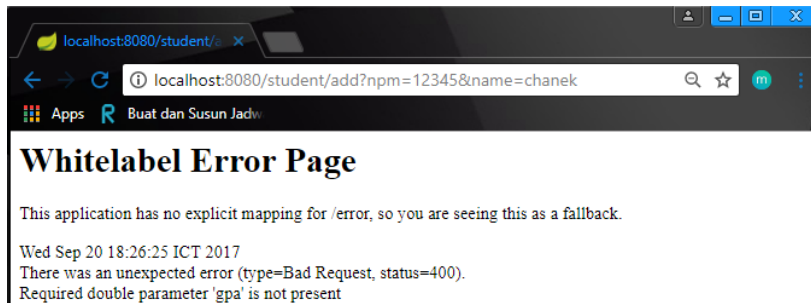 localhost:8080/student/a
localhost:8080/student/add?npm=12345&name=chanek
m
Apps
Buat dan Susun Jadw
Whitelabel Error Page
This application has no explicit mapping for /error, so you are seeing this as a fallback.
Wed Sep 20 18:26:25 ICT 2017
There was an unexpected error (type=Bad Request, status=400).
Required double parameter 'gpa' is not present